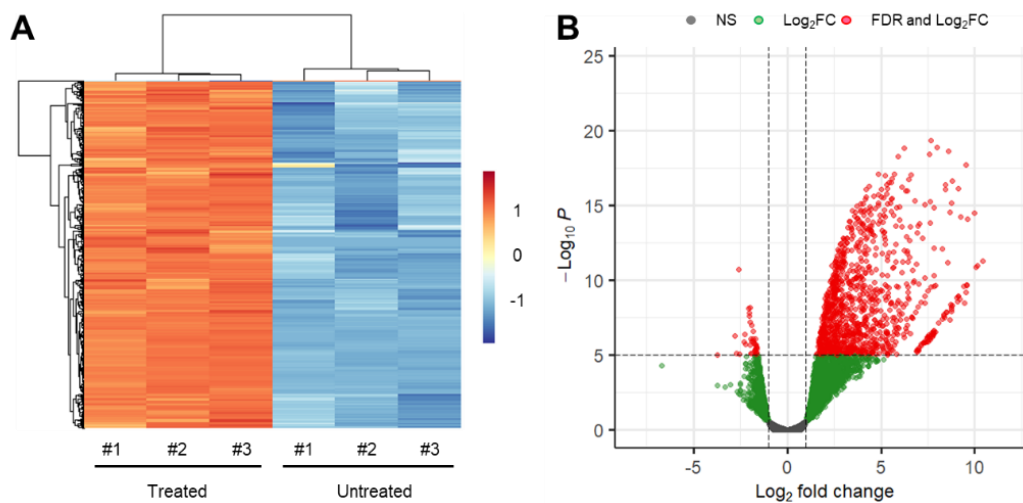 A
1
0
-1
#1 #2 #3 #1 #2 #3
Treated Untreated
B
NS Log₂FC FDR and Log₂FC
25
20
15
10
5
0
−Log₁₀ P
-5 0 5 10
Log₂ fold change